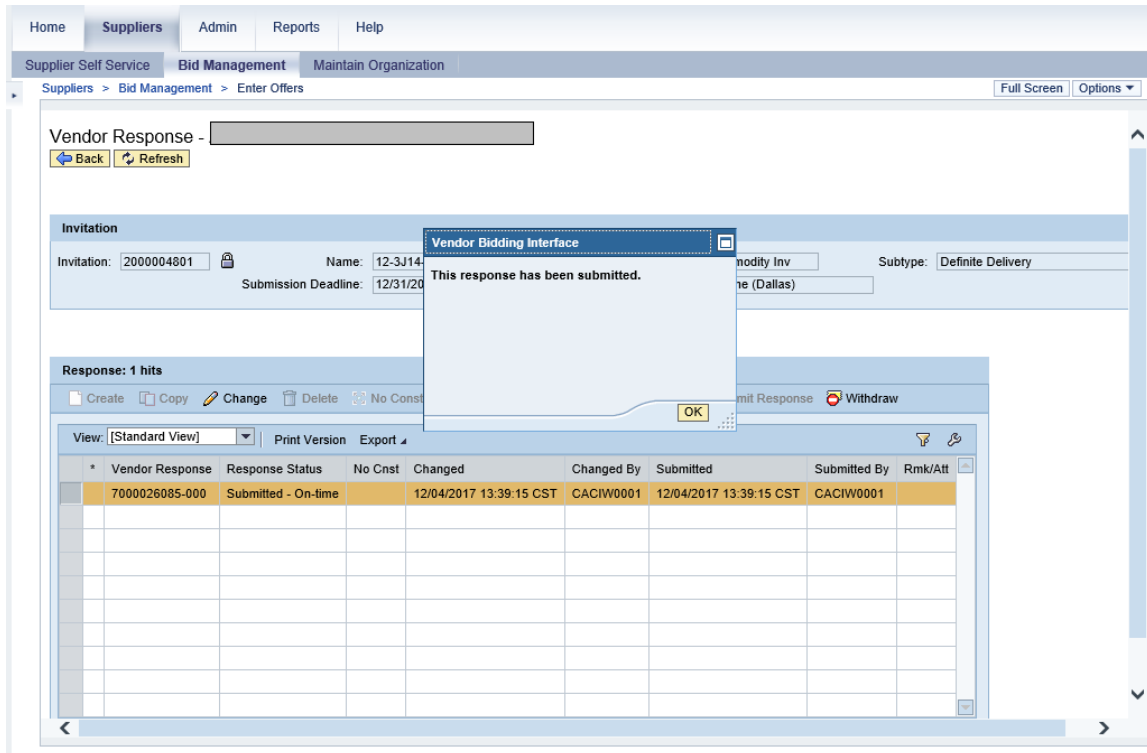 Home Suppliers Admin Reports Help
Supplier Self Service Bid Management Maintain Organization
Suppliers > Bid Management > Enter Offers Full Screen Options
Vendor Response -
Back Refresh
Invitation
Invitation: 2000004801 Name: 12-3J14- modity Inv Subtype: Definite Delivery
Submission Deadline: 12/31/20 ne (Dallas)
Vendor Bidding Interface
This response has been submitted.
OK
Response: 1 hits
Create Copy Change Delete No Const mit Response Withdraw
View: [Standard View] Print Version Export
* Vendor Response Response Status No Cnst Changed Changed By Submitted Submitted By Rmk/Att
7000026085-000 Submitted - On-time 12/04/2017 13:39:15 CST CACIW0001 12/04/2017 13:39:15 CST CACIW0001